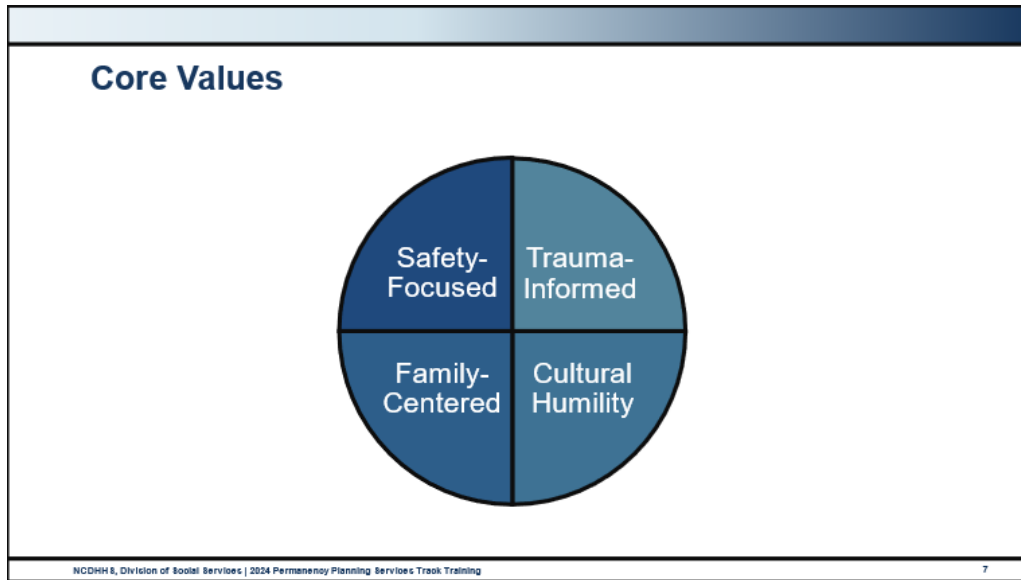 Core Values
Safety-
Focused
Trauma-
Informed
Family-
Centered
Cultural
Humility
NCDHHS, Division of Social Services | 2024 Permanency Planning Services Track Training
7